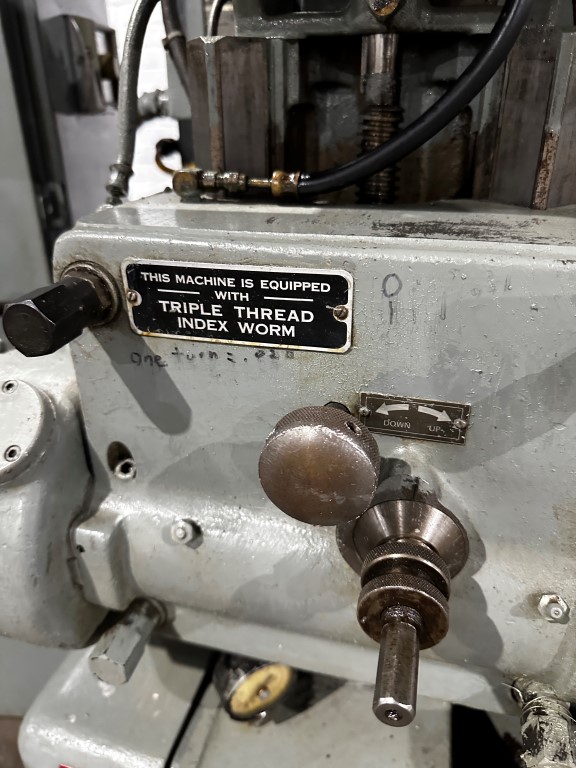 THIS MACHINE IS EQUIPPED
WITH
TRIPLE THREAD
INDEX WORM
One turn = .020
DOWN UP